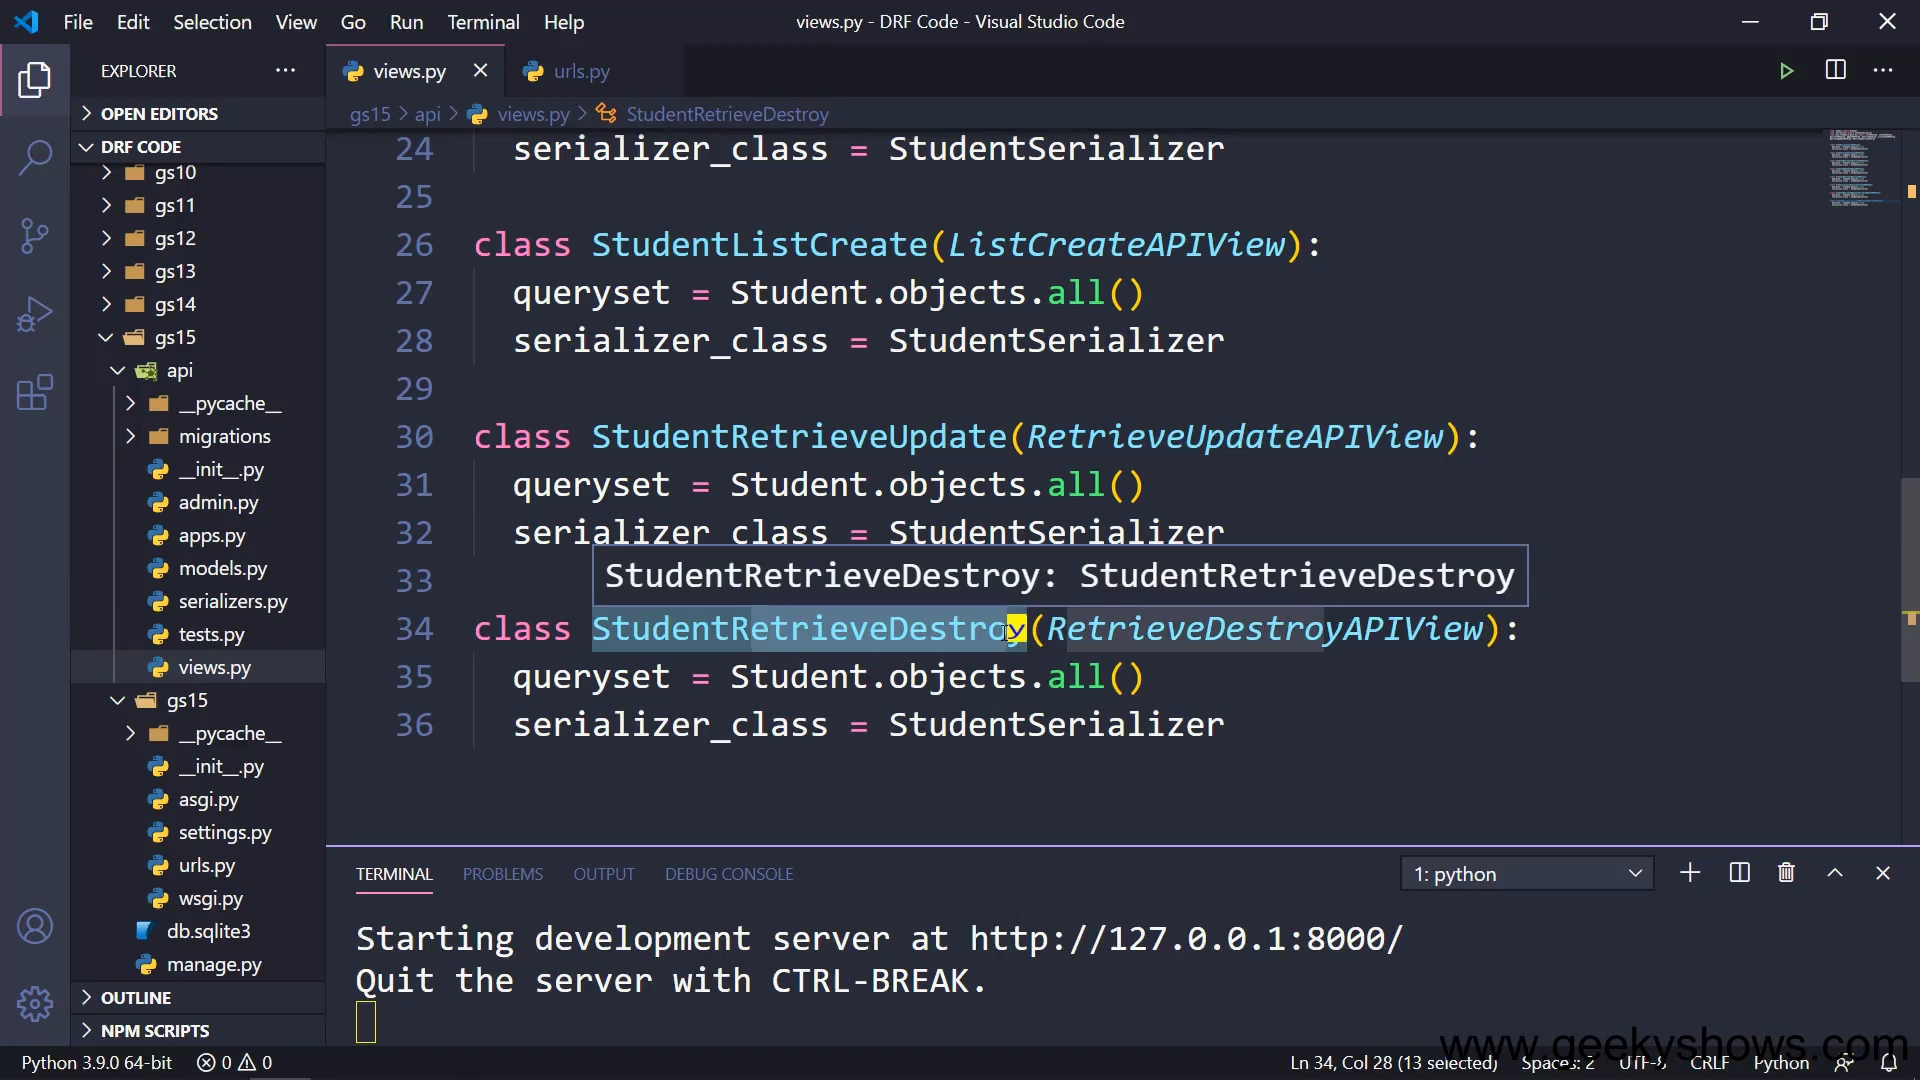 File Edit Selection View Go Run Terminal Help
views.py - DRF Code - Visual Studio Code
EXPLORER
OPEN EDITORS
DRF CODE
gs10
gs11
gs12
gs13
gs14
gs15
api
__pycache__
migrations
__init__.py
admin.py
apps.py
models.py
serializers.py
tests.py
views.py
gs15
__pycache__
__init__.py
asgi.py
settings.py
urls.py
wsgi.py
db.sqlite3
manage.py
OUTLINE
NPM SCRIPTS
views.py
urls.py
gs15 > api > views.py > StudentRetrieveDestroy
24 serializer_class = StudentSerializer
25
26 class StudentListCreate(ListCreateAPIView):
27 queryset = Student.objects.all()
28 serializer_class = StudentSerializer
29
30 class StudentRetrieveUpdate(RetrieveUpdateAPIView):
31 queryset = Student.objects.all()
32 serializer_class = StudentSerializer
33
StudentRetrieveDestroy: StudentRetrieveDestroy
34 class StudentRetrieveDestroy(RetrieveDestroyAPIView):
35 queryset = Student.objects.all()
36 serializer_class = StudentSerializer
TERMINAL PROBLEMS OUTPUT DEBUG CONSOLE
1: python
Starting development server at http://127.0.0.1:8000/
Quit the server with CTRL-BREAK.
www.geekyshows.com
Python 3.9.0 64-bit 0 0
Ln 34, Col 28 (13 selected) Spaces: 2 UTF-8 CRLF Python